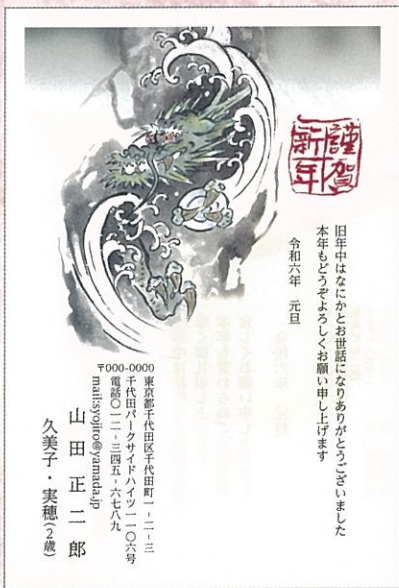 謹賀
新年
旧年中はなにかとお世話になりありがとうございました
本年もどうぞよろしくお願い申し上げます
令和六年 元旦
〒000-0000
東京都千代田区千代田町一-二-三
千代田パークサイドハイツ一一〇六号
電話〇一二-三四五-六七八九
mail:syojiro@yamada.jp
山田正二郎
久美子・実穂(2歳)